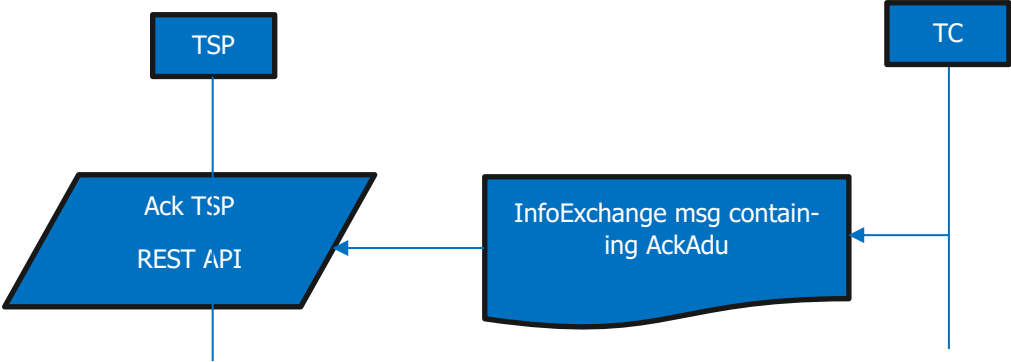 TSP
TC
Ack TSP
REST API
InfoExchange msg contain-
ing AckAdu